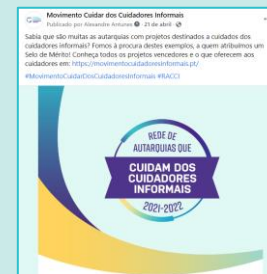 Movimento Cuidar dos Cuidadores Informais
Publicado por Alexandre Antunes · 21 de abril ·
Sabia que são muitas as autarquias com projetos destinados a cuidados dos
cuidadores informais? Fomos à procura destes exemplos, a quem atribuímos um
Selo de Mérito! Conheça todos os projetos vencedores e o que oferecem aos
cuidadores em: https://movimentocuidadoresinformais.pt/
#MovimentoCuidarDosCuidadoresInformais #RACCI
REDE DE
AUTARQUIAS QUE
CUIDAM DOS
CUIDADORES
INFORMAIS
2021-2022